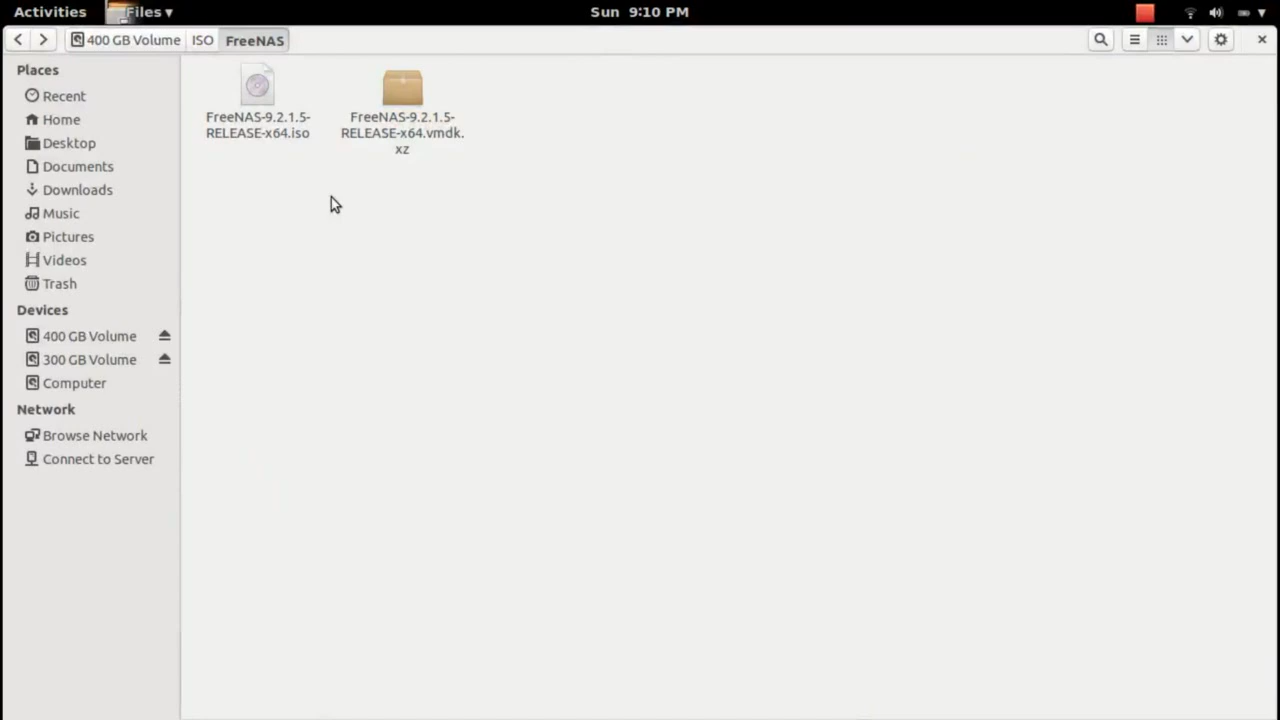 Activities Files ▾ Sun 9:10 PM
400 GB Volume ISO FreeNAS
Places
Recent
Home
Desktop
Documents
Downloads
Music
Pictures
Videos
Trash
Devices
400 GB Volume
300 GB Volume
Computer
Network
Browse Network
Connect to Server
FreeNAS-9.2.1.5-
RELEASE-x64.iso
FreeNAS-9.2.1.5-
RELEASE-x64.vmdk.
xz